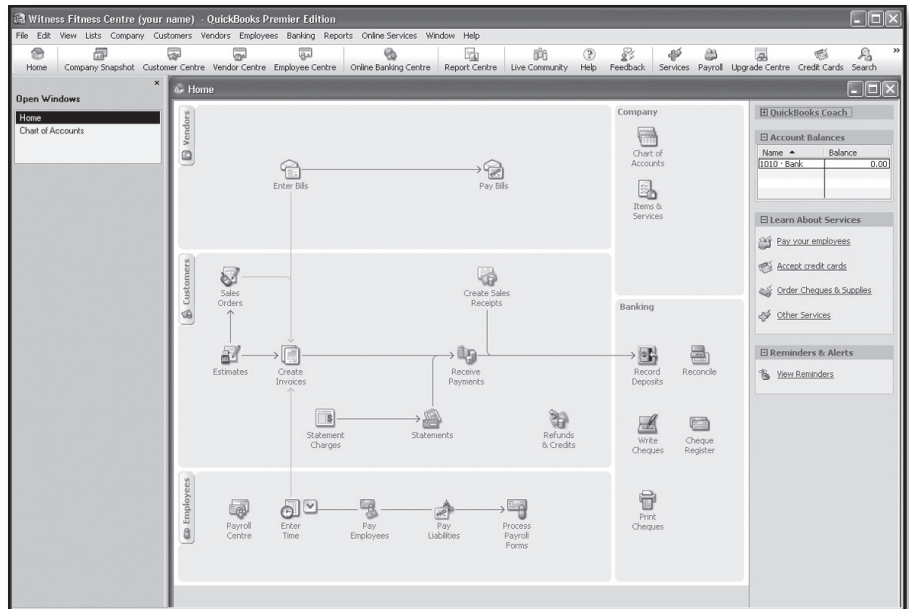 Witness Fitness Centre (your name) - QuickBooks Premier Edition
File Edit View Lists Company Customers Vendors Employees Banking Reports Online Services Window Help
Home Company Snapshot Customer Centre Vendor Centre Employee Centre Online Banking Centre Report Centre Live Community Help Feedback Services Payroll Upgrade Centre Credit Cards Search
Open Windows
Home
Chart of Accounts
Home
Vendors
Enter Bills
Pay Bills
Customers
Sales
Orders
Create Sales
Receipts
Estimates
Create
Invoices
Receive
Payments
Statement
Charges
Statements
Refunds
& Credits
Employees
Payroll
Centre
Enter
Time
Pay
Employees
Pay
Liabilities
Process
Payroll
Forms
Company
Chart of
Accounts
Items &
Services
Banking
Record
Deposits
Reconcile
Write
Cheques
Cheque
Register
Print
Cheques
QuickBooks Coach
Account Balances
Name Balance
1010 · Bank 0.00
Learn About Services
Pay your employees
Accept credit cards
Order Cheques & Supplies
Other Services
Reminders & Alerts
View Reminders